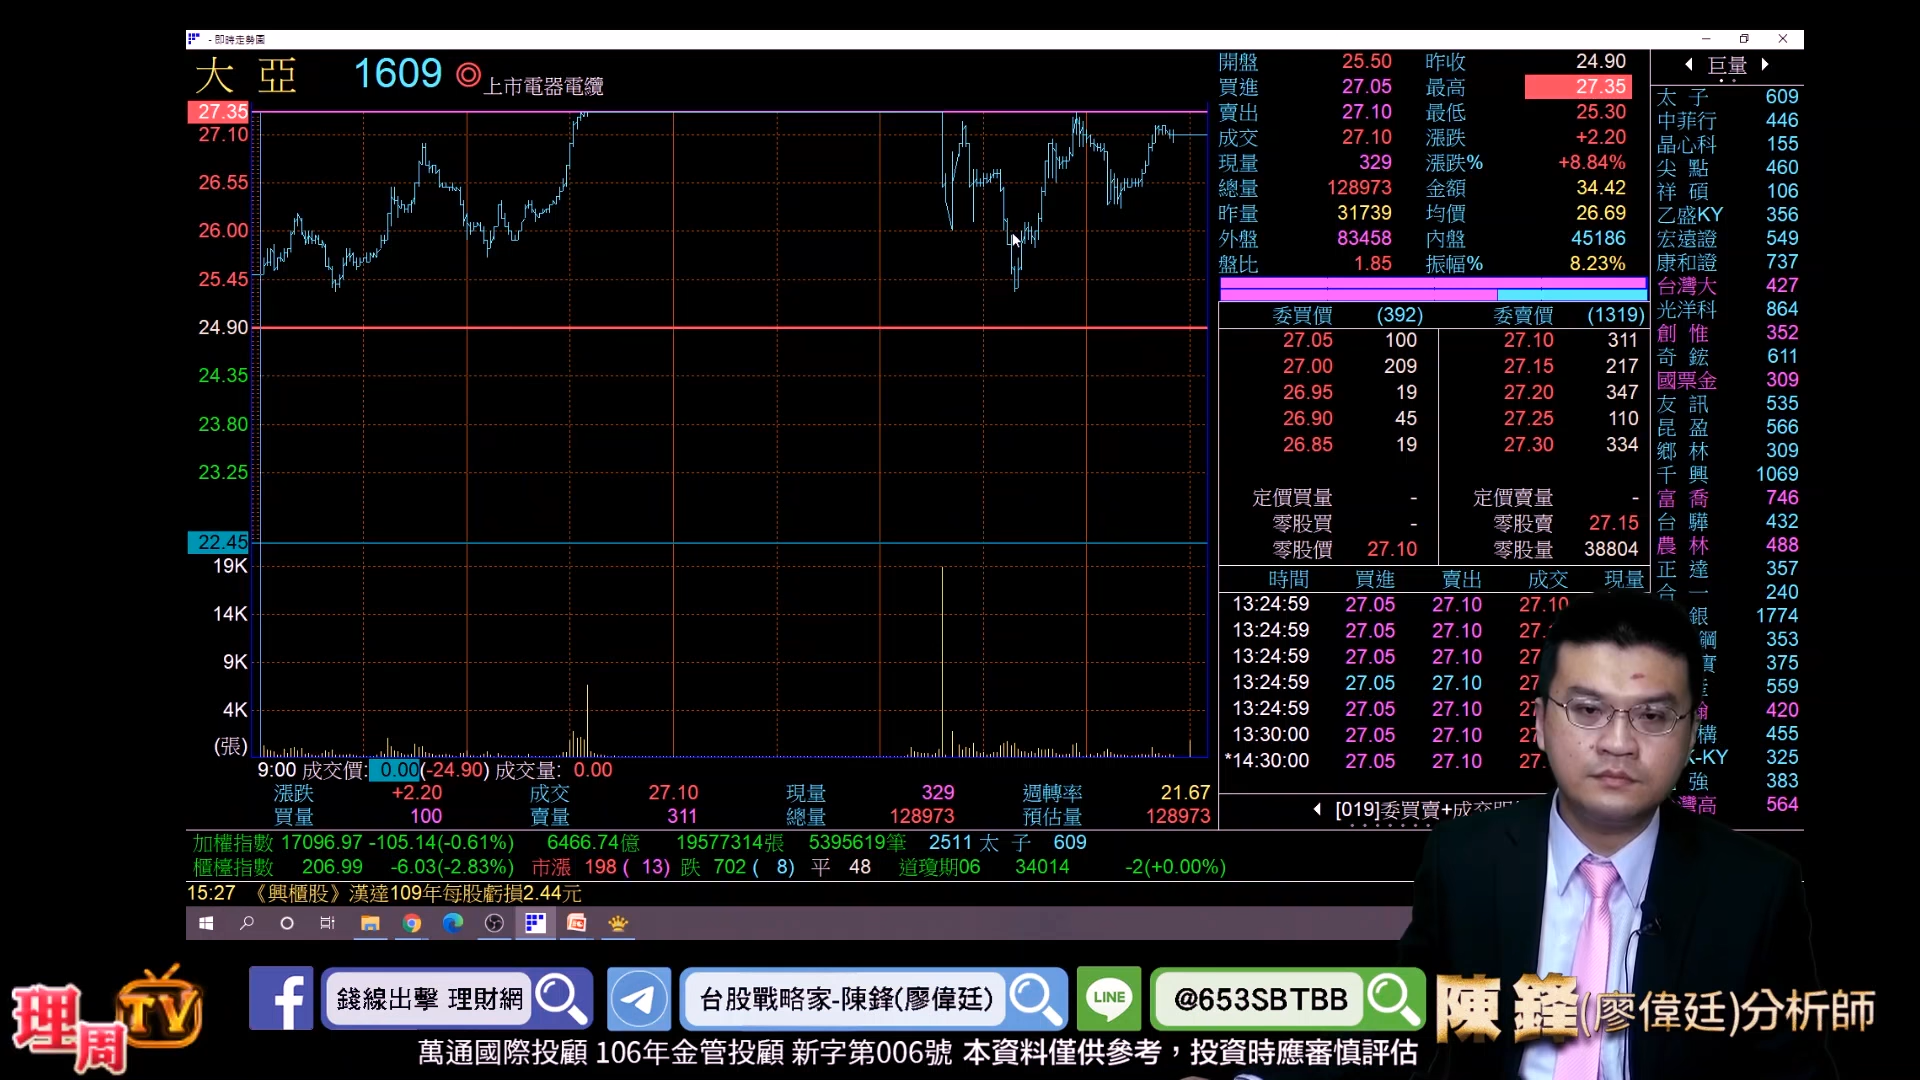 - 即時走勢圖
大亞 1609 ◎上市電器電纜
27.35
27.10
26.55
26.00
25.45
24.90
24.35
23.80
23.25
22.45
19K
14K
9K
4K
(張)
9:00 成交價: 0.00(-24.90) 成交量: 0.00
漲跌 +2.20 成交 27.10 現量 329 週轉率 21.67
買量 100 賣量 311 總量 128973 預估量 128973
開盤 25.50 昨收 24.90
買進 27.05 最高 27.35
賣出 27.10 最低 25.30
成交 27.10 漲跌 +2.20
現量 329 漲跌% +8.84%
總量 128973 金額 34.42
昨量 31739 均價 26.69
外盤 83458 內盤 45186
盤比 1.85 振幅% 8.23%
委買價 (392) 委賣價 (1319)
27.05 100 27.10 311
27.00 209 27.15 217
26.95 19 27.20 347
26.90 45 27.25 110
26.85 19 27.30 334
定價買量 - 定價賣量 -
零股買 - 零股賣 27.15
零股價 27.10 零股量 38804
時間 買進 賣出 成交 現量
13:24:59 27.05 27.10 27.10
13:24:59 27.05 27.10 27.
13:24:59 27.05 27.10 27
13:24:59 27.05 27.10 27
13:24:59 27.05 27.10 27
13:30:00 27.05 27.10 27
*14:30:00 27.05 27.10 27.
[019]委買賣+成交明
巨量
太子 609
中菲行 446
晶心科 155
尖點 460
祥碩 106
乙盛KY 356
宏遠證 549
康和證 737
台灣大 427
光洋科 864
創惟 352
奇鋐 611
國票金 309
友訊 535
昆盈 566
鄉林 309
千興 1069
富喬 746
台驊 432
農林 488
正達 357
合一 240
銀 1774
鋼 353
實 375
559
420
構 455
K-KY 325
強 383
灣高 564
加權指數 17096.97 -105.14(-0.61%) 6466.74億 19577314張 5395619筆 2511 太子 609
櫃檯指數 206.99 -6.03(-2.83%) 市漲 198 ( 13) 跌 702 ( 8) 平 48 道瓊期06 34014 -2(+0.00%)
15:27 《興櫃股》漢達109年每股虧損2.44元
理周TV
錢線出擊 理財網
台股戰略家-陳鋒(廖偉廷)
LINE
@653SBTBB
陳鋒(廖偉廷)分析師
萬通國際投顧 106年金管投顧 新字第006號 本資料僅供參考，投資時應審慎評估